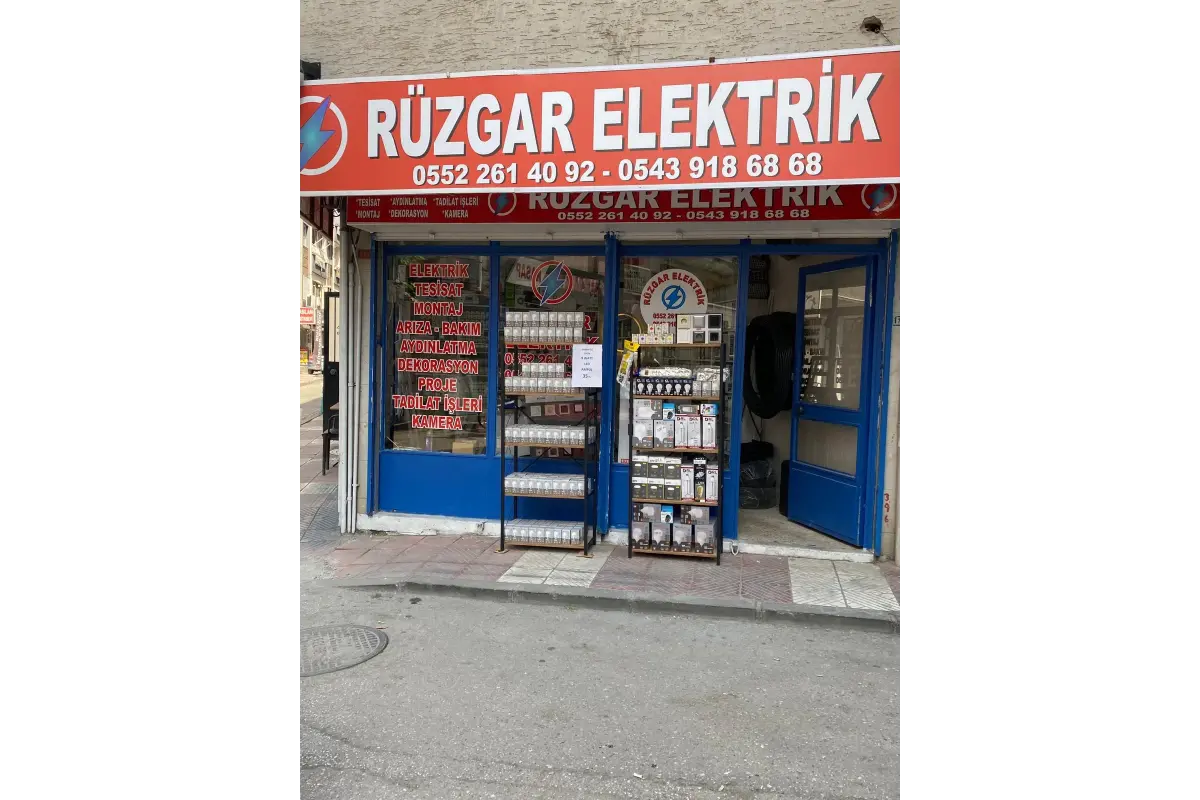 RÜZGAR ELEKTRİK
0552 261 40 92 - 0543 918 68 68
*TESİSAT *AYDINLATMA *TADİLAT İŞLERİ
*MONTAJ *DEKORASYON *KAMERA
RÜZGAR ELEKTRİK
0552 261 40 92 - 0543 918 68 68
ELEKTRİK
TESİSAT
MONTAJ
ARIZA - BAKIM
AYDINLATMA
DEKORASYON
PROJE
TADİLAT İŞLERİ
KAMERA
RÜZGAR ELEKTRİK
0552 261